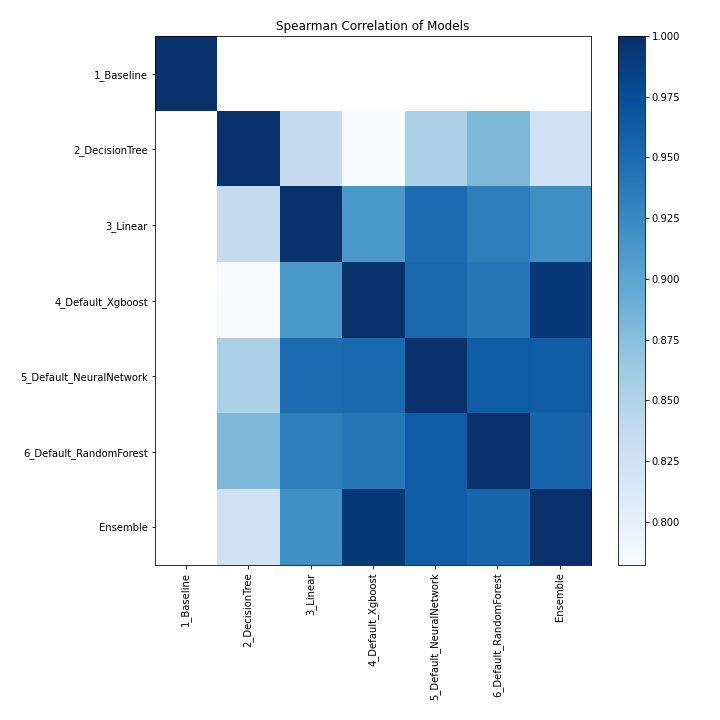 Spearman Correlation of Models
1_Baseline
2_DecisionTree
3_Linear
4_Default_Xgboost
5_Default_NeuralNetwork
6_Default_RandomForest
Ensemble
1_Baseline
2_DecisionTree
3_Linear
4_Default_Xgboost
5_Default_NeuralNetwork
6_Default_RandomForest
Ensemble
1.000
0.975
0.950
0.925
0.900
0.875
0.850
0.825
0.800